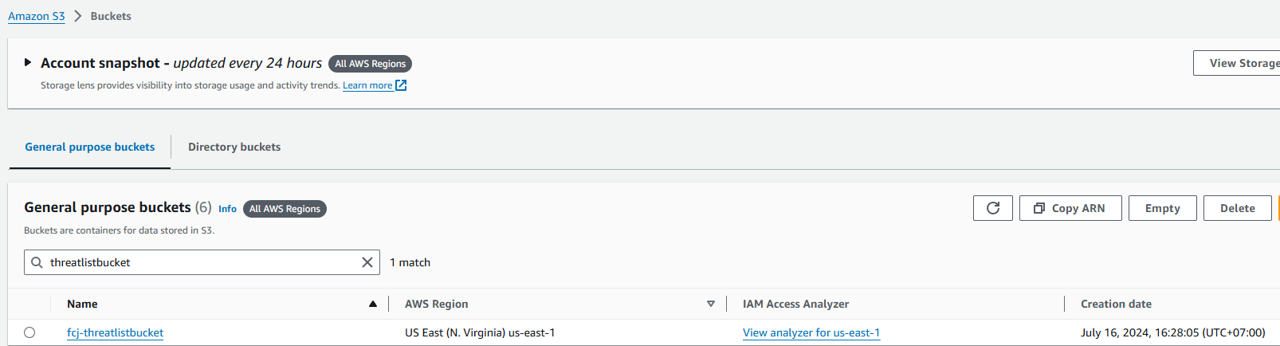 Amazon S3 > Buckets
Account snapshot - updated every 24 hours All AWS Regions
View Storage
Storage lens provides visibility into storage usage and activity trends. Learn more
General purpose buckets Directory buckets
General purpose buckets (6) Info All AWS Regions
Copy ARN Empty Delete
Buckets are containers for data stored in S3.
threatlistbucket 1 match
Name AWS Region IAM Access Analyzer Creation date
fcj-threatlistbucket US East (N. Virginia) us-east-1 View analyzer for us-east-1 July 16, 2024, 16:28:05 (UTC+07:00)